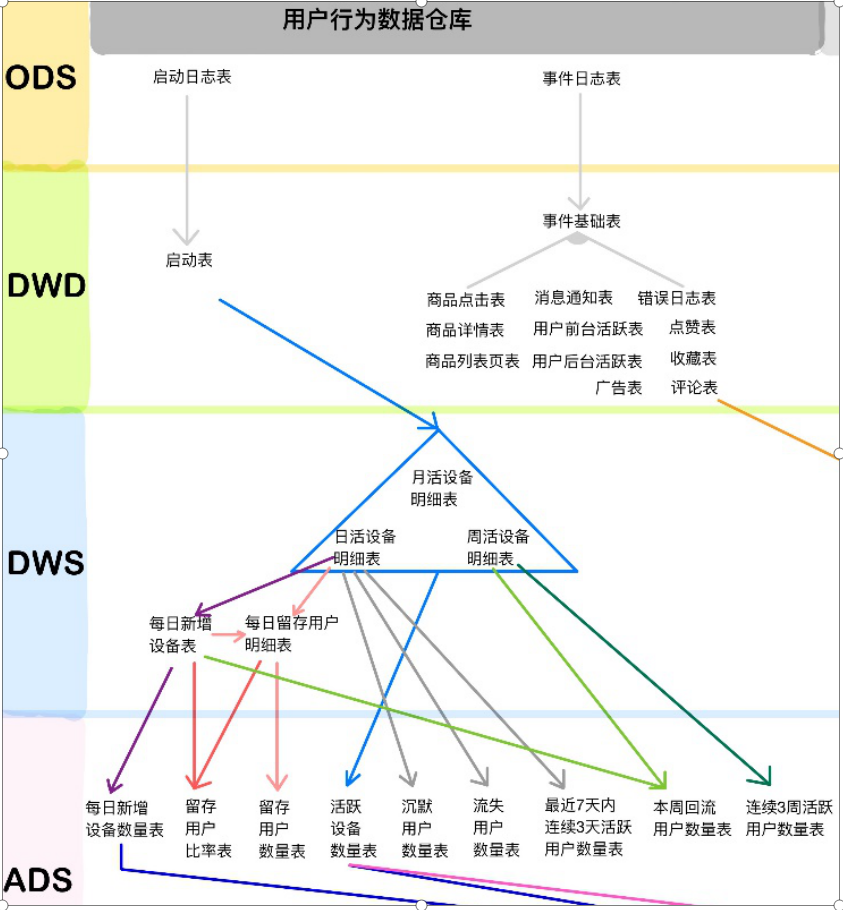 用户行为数据仓库
ODS
启动日志表
事件日志表
DWD
启动表
事件基础表
商品点击表
消息通知表
错误日志表
商品详情表
用户前台活跃表
点赞表
商品列表页表
用户后台活跃表
收藏表
广告表
评论表
DWS
月活设备
明细表
日活设备
明细表
周活设备
明细表
每日新增
设备表
每日留存用户
明细表
ADS
每日新增
设备数量表
留存
用户
比率表
留存
用户
数量表
活跃
设备
数量表
沉默
用户
数量表
流失
用户
数量表
最近7天内
连续3天活跃
用户数量表
本周回流
用户数量表
连续3周活跃
用户数量表